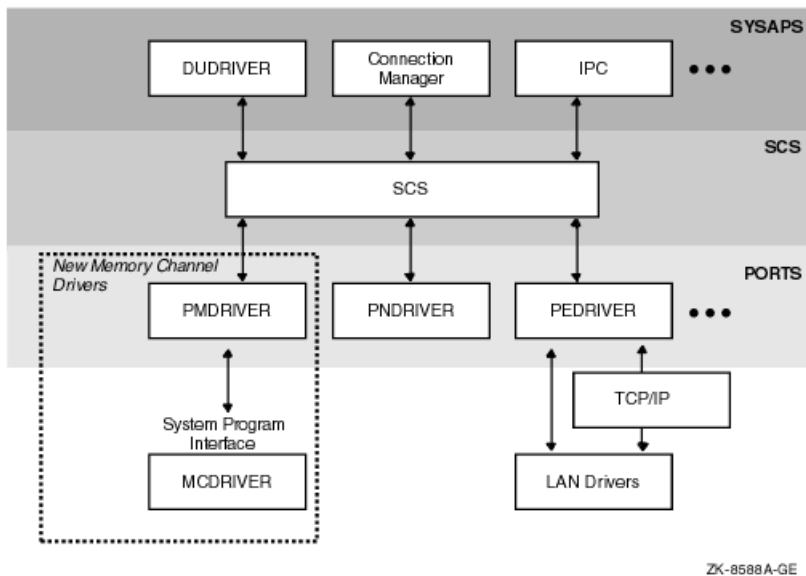 SYSAPS
DUDRIVER
Connection
Manager
IPC
SCS
SCS
New Memory Channel
Drivers
PORTS
PMDRIVER
PNDRIVER
PEDRIVER
TCP/IP
System Program
Interface
MCDRIVER
LAN Drivers
ZK-8588A-GE